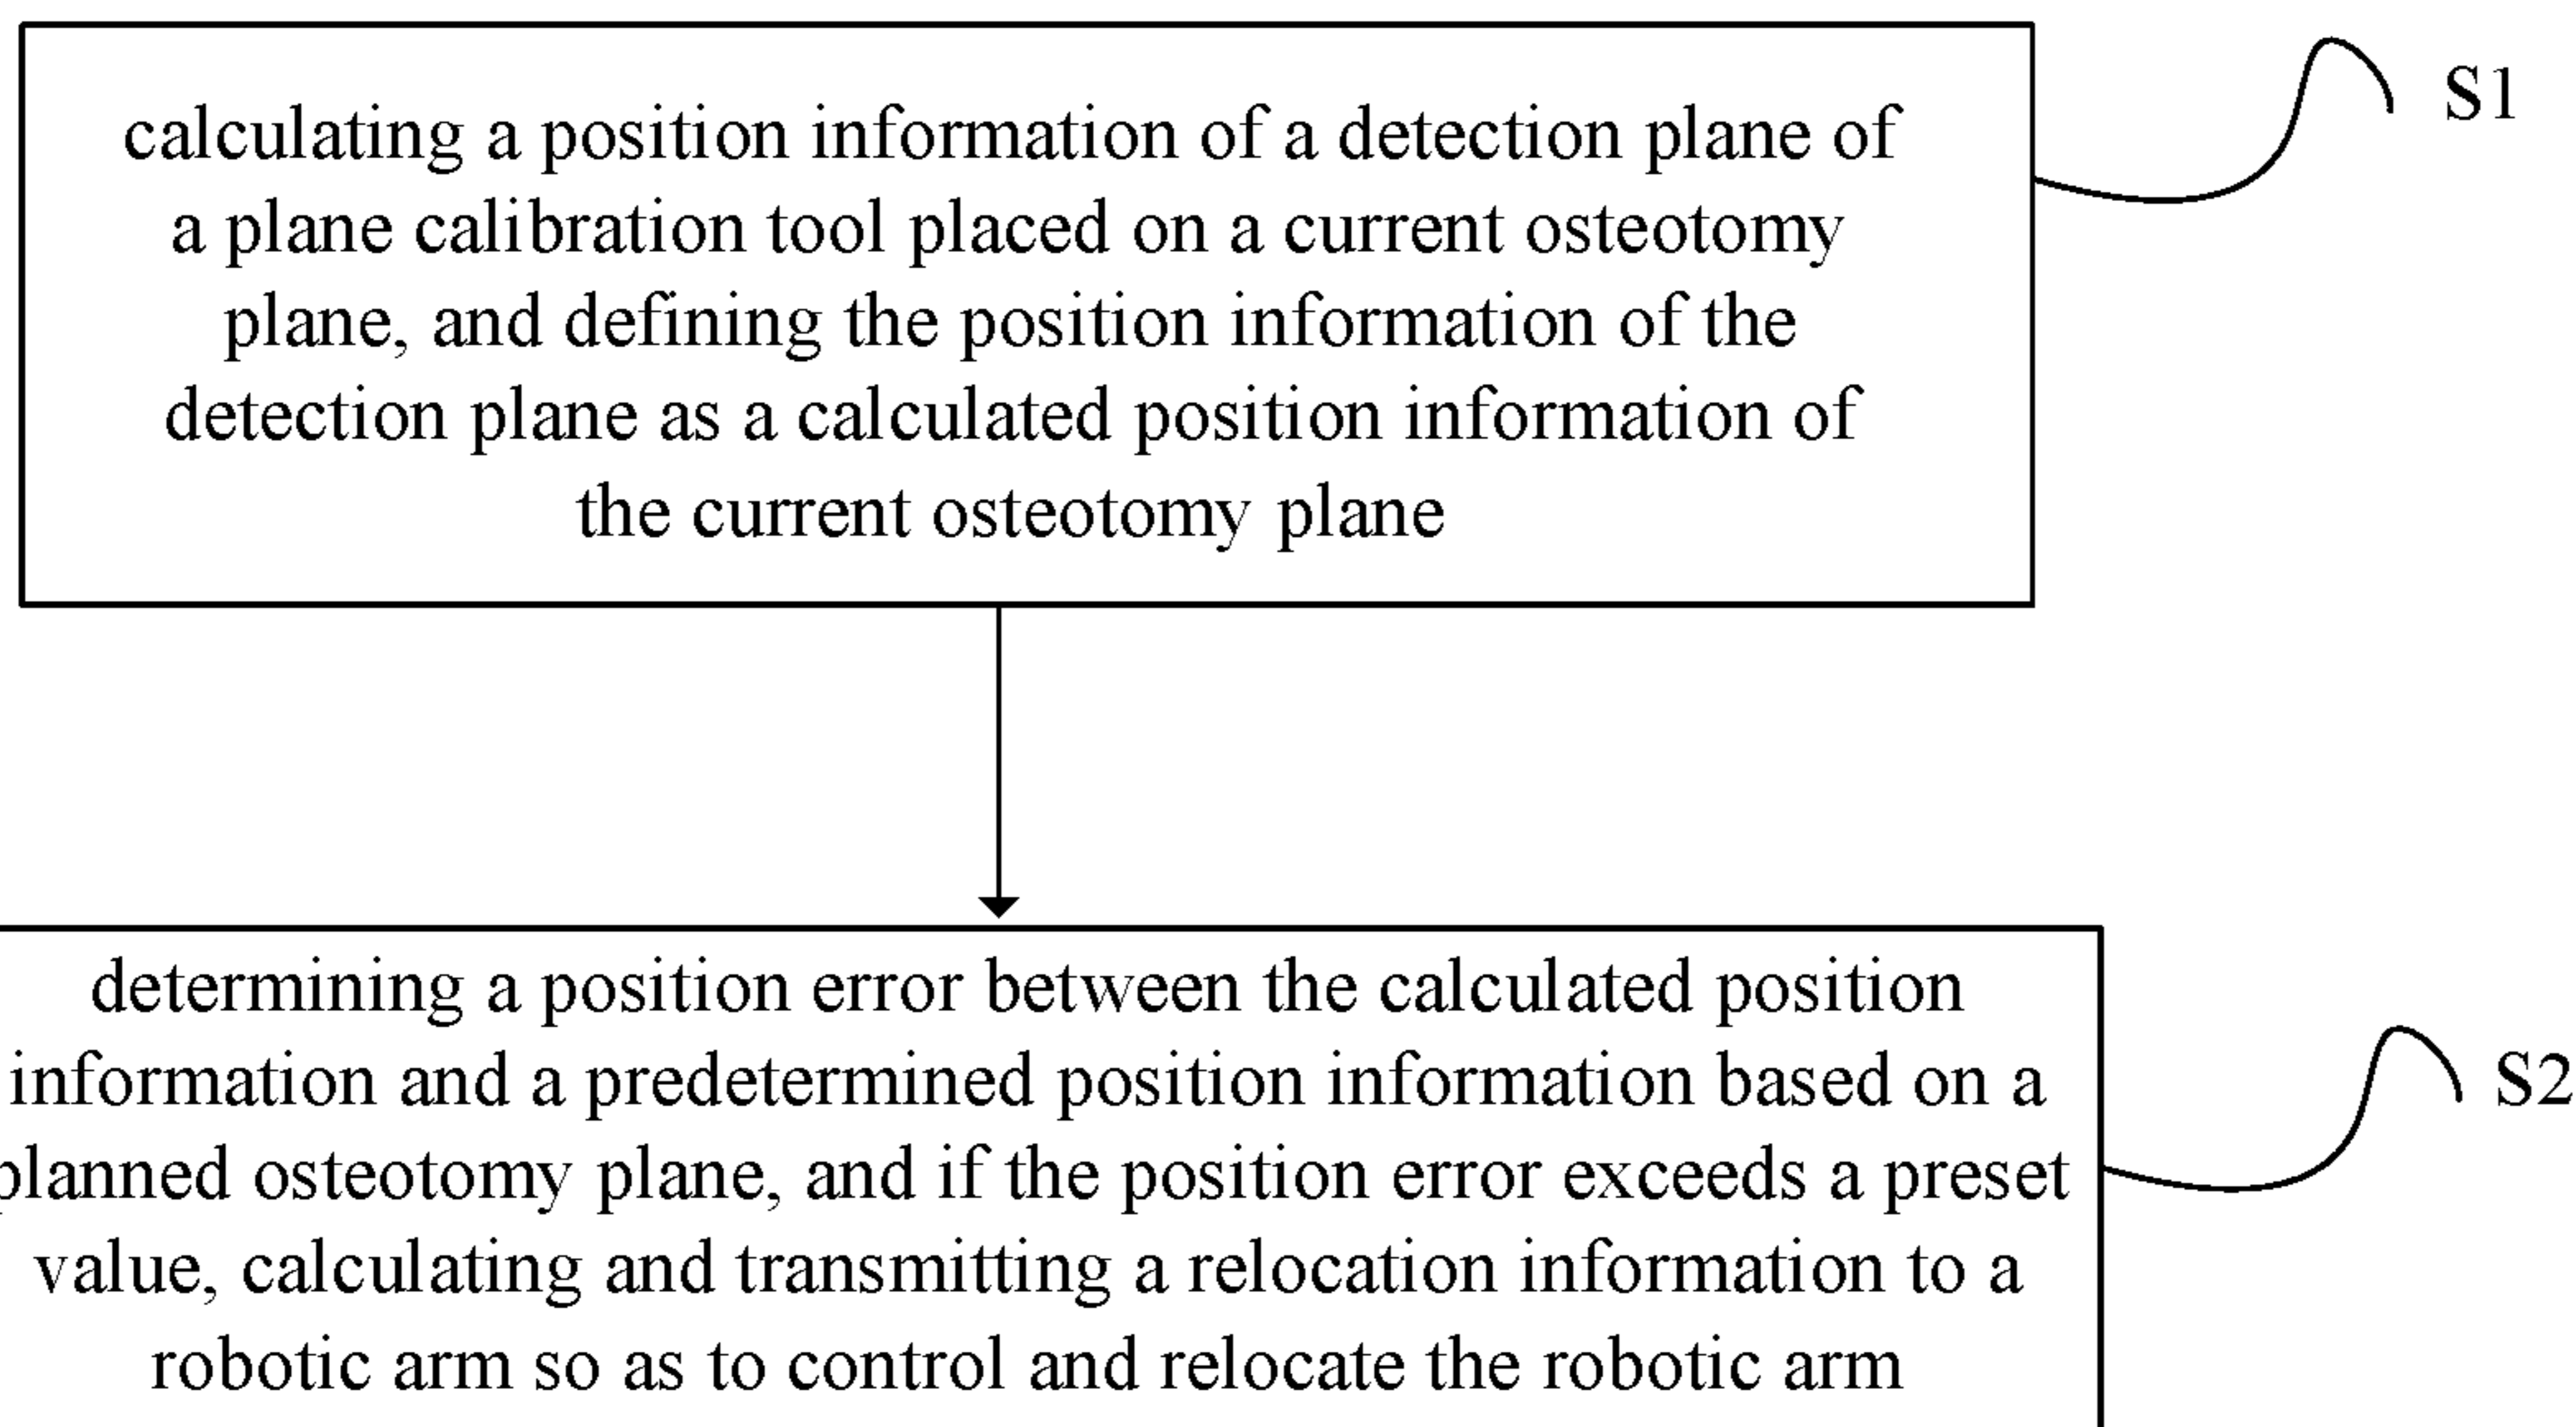 calculating a position information of a detection plane of
S1
a plane calibration tool placed on a current osteotomy
plane, and defining the position information of the
detection plane as a calculated position information of
the current osteotomy plane
determining a position error between the calculated position
information and a predetermined position information based on a
S2
planned osteotomy plane, and if the position error exceeds a preset
value, calculating and transmitting a relocation information to a
robotic arm so as to control and relocate the robotic arm